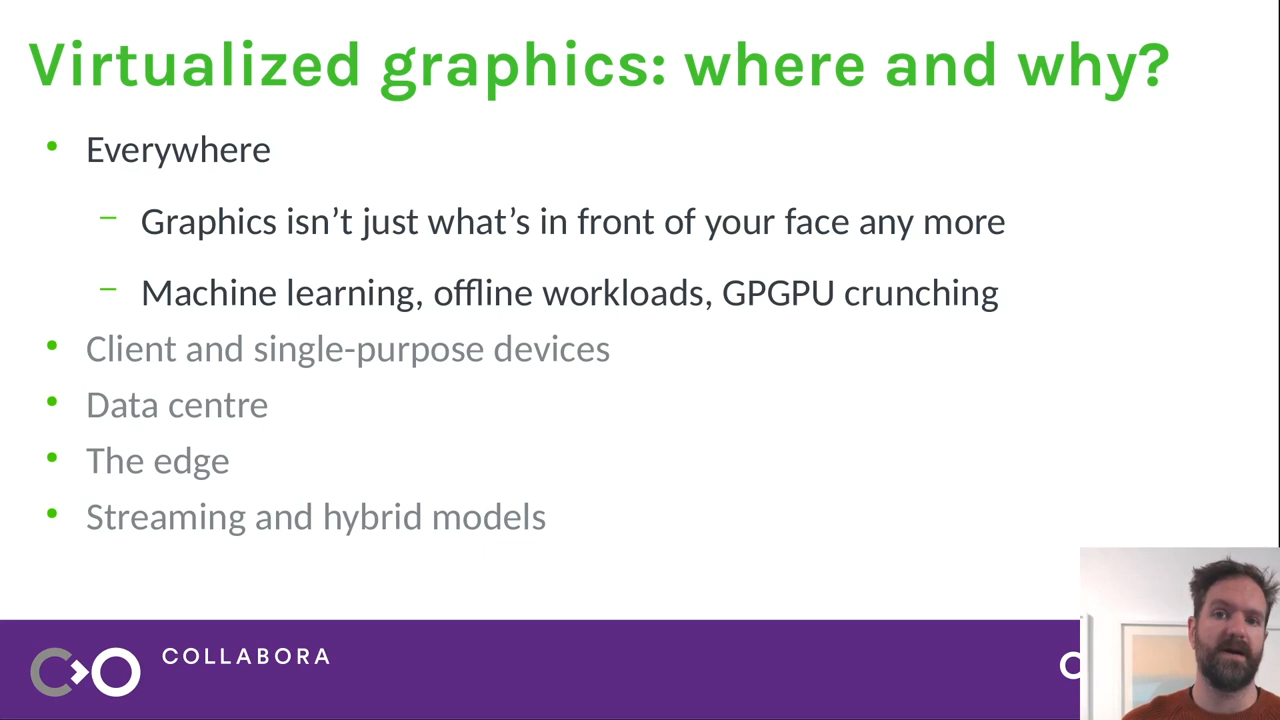 Virtualized graphics: where and why?
• Everywhere
– Graphics isn’t just what’s in front of your face any more
– Machine learning, offline workloads, GPGPU crunching
• Client and single-purpose devices
• Data centre
• The edge
• Streaming and hybrid models
COLLABORA